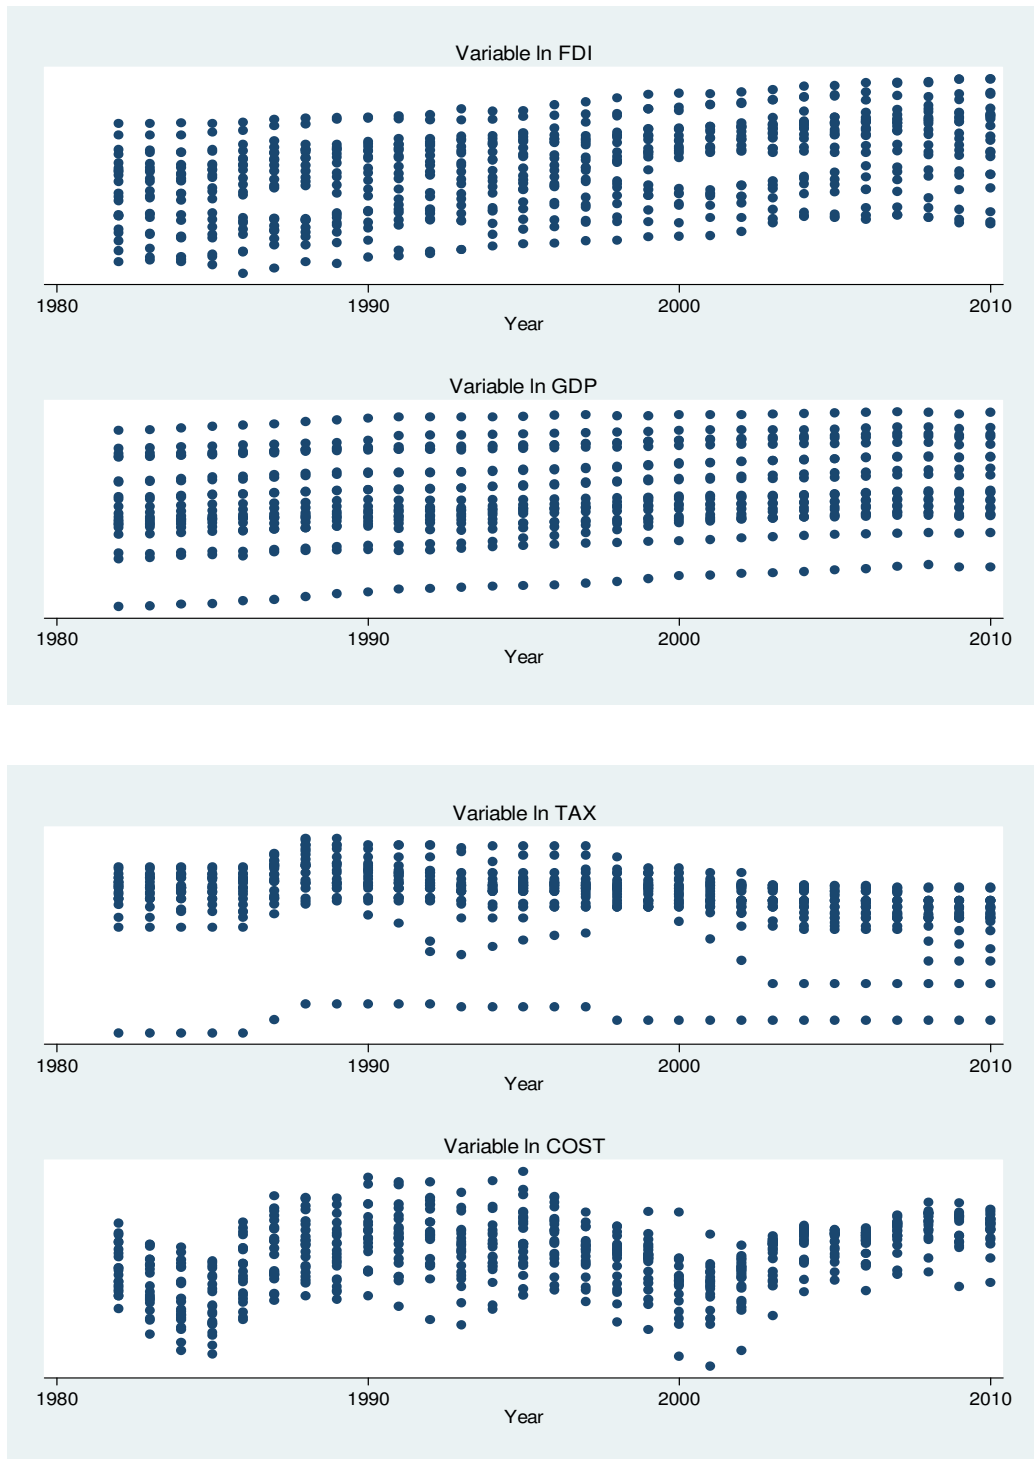 Variable ln FDI
1980 1990 2000 2010
Year
Variable ln GDP
1980 1990 2000 2010
Year
Variable ln TAX
1980 1990 2000 2010
Year
Variable ln COST
1980 1990 2000 2010
Year